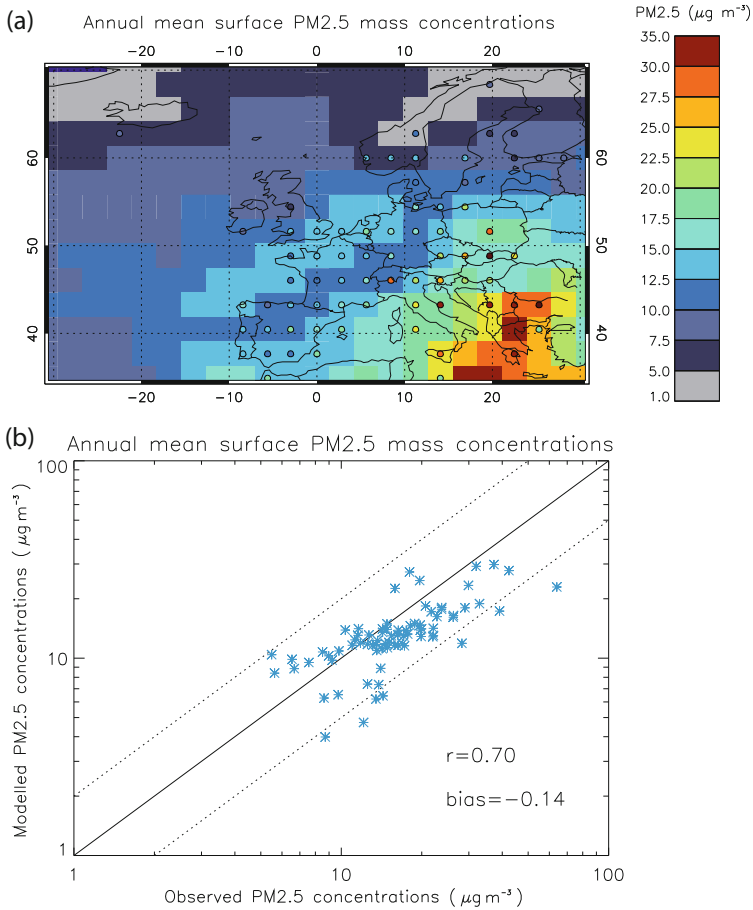 (a)
Annual mean surface PM2.5 mass concentrations
PM2.5 (μg m⁻³)
−20 −10 0 10 20
60 60
50 50
40 40
−20 −10 0 10 20
35.0
30.0
27.5
25.0
22.5
20.0
17.5
15.0
12.5
10.0
7.5
5.0
1.0
(b)
Annual mean surface PM2.5 mass concentrations
Modelled PM2.5 concentrations (μg m⁻³)
100
10
1
r=0.70
bias=−0.14
1 10 100
Observed PM2.5 concentrations (μg m⁻³)